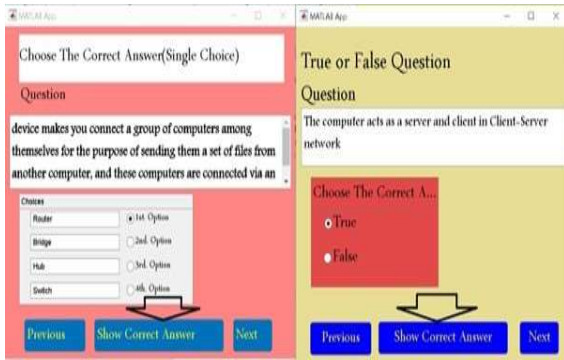 MATLAB App
Choose The Correct Answer(Single Choice)
Question
device makes you connect a group of computers among
themselves for the purpose of sending them a set of files from
another computer, and these computers are connected via an
Choices
Router
1st. Option
Bridge
2nd. Option
Hub
3rd. Option
Switch
4th. Option
Previous
Show Correct Answer
Next
MATLAB App
True or False Question
Question
The computer acts as a server and client in Client-Server
network
Choose The Correct A...
True
False
Previous
Show Correct Answer
Next